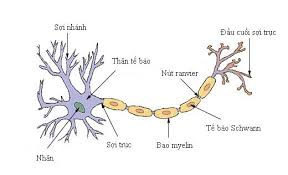 Sợi nhánh
Đầu cuối sợi trục
Thân tế bào
Nút ranvier
Tế bào Schwann
Sợi trục
Bao myelin
Nhân